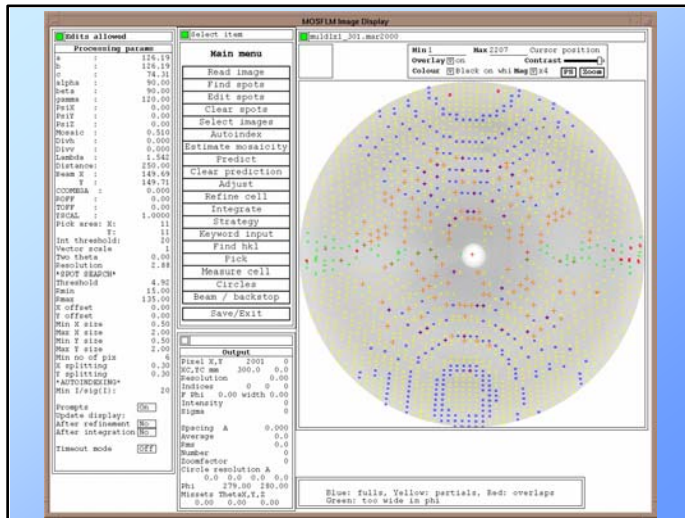 MOSFLM Image Display
Edits allowed
Processing params
a : 126.19
b : 126.19
c : 74.31
alpha : 90.00
beta : 90.00
gamma : 120.00
PsiX : 0.00
PsiY : 0.00
PsiZ : 0.00
Mosaic : 0.510
Divh : 0.000
Divv : 0.000
Lambda : 1.542
Distance: 250.00
Beam X : 149.69
Y : 149.71
CCOMEGA : 0.000
ROFF : 0.00
TOFF : 0.00
YSCAL : 1.0000
Pick area: X: 11
Y: 11
Int threshold: 20
Vector scale 1
Two theta 0.00
Resolution 2.88
*SPOT SEARCH*
Threshold 4.92
Rmin 15.00
Rmax 135.00
X offset 0.00
Y offset 0.00
Min X size 0.50
Max X size 2.00
Min Y size 0.50
Max Y size 2.00
Min no of pix 6
X splitting 0.30
Y splitting 0.30
*AUTOINDEXING*
Min I/sig(I): 20
Prompts On
Update display:
After refinement No
After integration No
Timeout mode Off
Select item
Main menu
Read image
Find spots
Edit spots
Clear spots
Select images
Autoindex
Estimate mosaicity
Predict
Clear prediction
Adjust
Refine cell
Integrate
Strategy
Keyword input
Find hkl
Pick
Measure cell
Circles
Beam / backstop
Save/Exit
Output
Pixel X,Y 2001 0
XC,YC mm 300.0 0.0
Resolution 0.00
Indices 0 0 0
F Phi 0.00 width 0.00
Intensity 0
Sigma 0
Spacing A 0.000
Average 0.0
Rms 0.0
Number 0
Zoomfactor 0
Circle resolution A
0.0 0.0 0.0 0.0
Phi 279.00 280.00
Missets ThetaX,Y,Z
0.00 0.00 0.00
muldlx1_301.mar2000
Min 1 Max 2207 Cursor position
Overlay on Contrast
Colour Black on whi Mag x4 PS Zoom
Blue: fulls, Yellow: partials, Red: overlaps
Green: too wide in phi